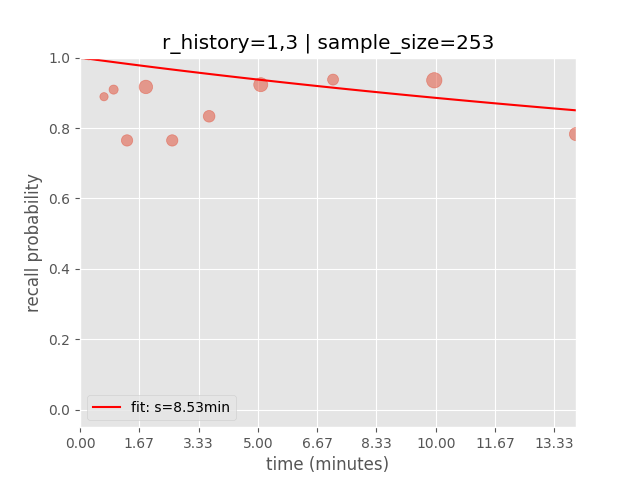 r_history=1,3 | sample_size=253
recall probability
1.0
0.8
0.6
0.4
0.2
0.0
fit: s=8.53min
0.00 1.67 3.33 5.00 6.67 8.33 10.00 11.67 13.33
time (minutes)